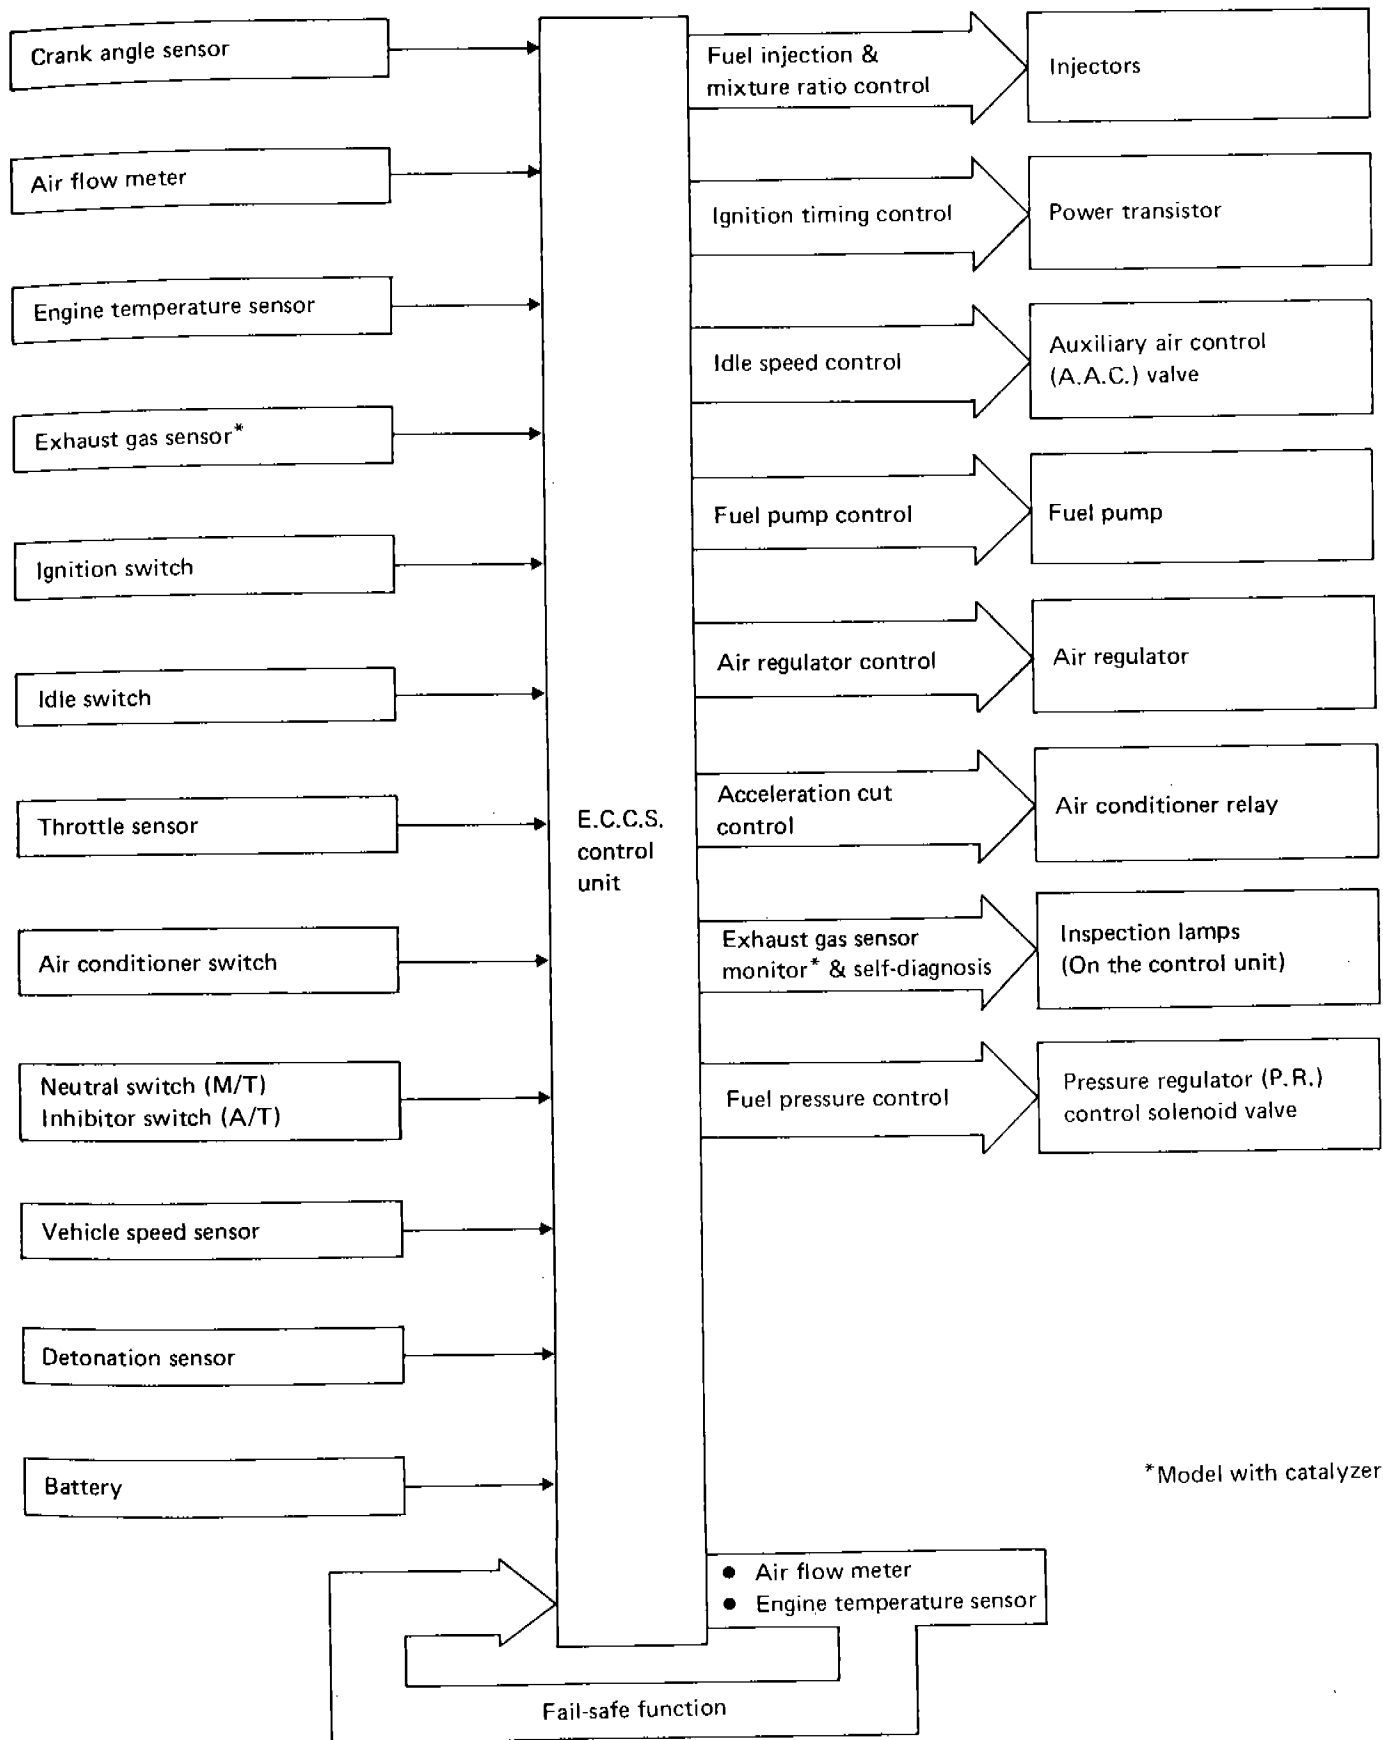 Crank angle sensor
Air flow meter
Engine temperature sensor
Exhaust gas sensor*
Ignition switch
Idle switch
Throttle sensor
Air conditioner switch
Neutral switch (M/T)
Inhibitor switch (A/T)
Vehicle speed sensor
Detonation sensor
Battery
E.C.C.S.
control
unit
Fuel injection &
mixture ratio control
Injectors
Ignition timing control
Power transistor
Idle speed control
Auxiliary air control
(A.A.C.) valve
Fuel pump control
Fuel pump
Air regulator control
Air regulator
Acceleration cut
control
Air conditioner relay
Exhaust gas sensor
monitor* & self-diagnosis
Inspection lamps
(On the control unit)
Fuel pressure control
Pressure regulator (P.R.)
control solenoid valve
*Model with catalyzer
● Air flow meter
● Engine temperature sensor
Fail-safe function